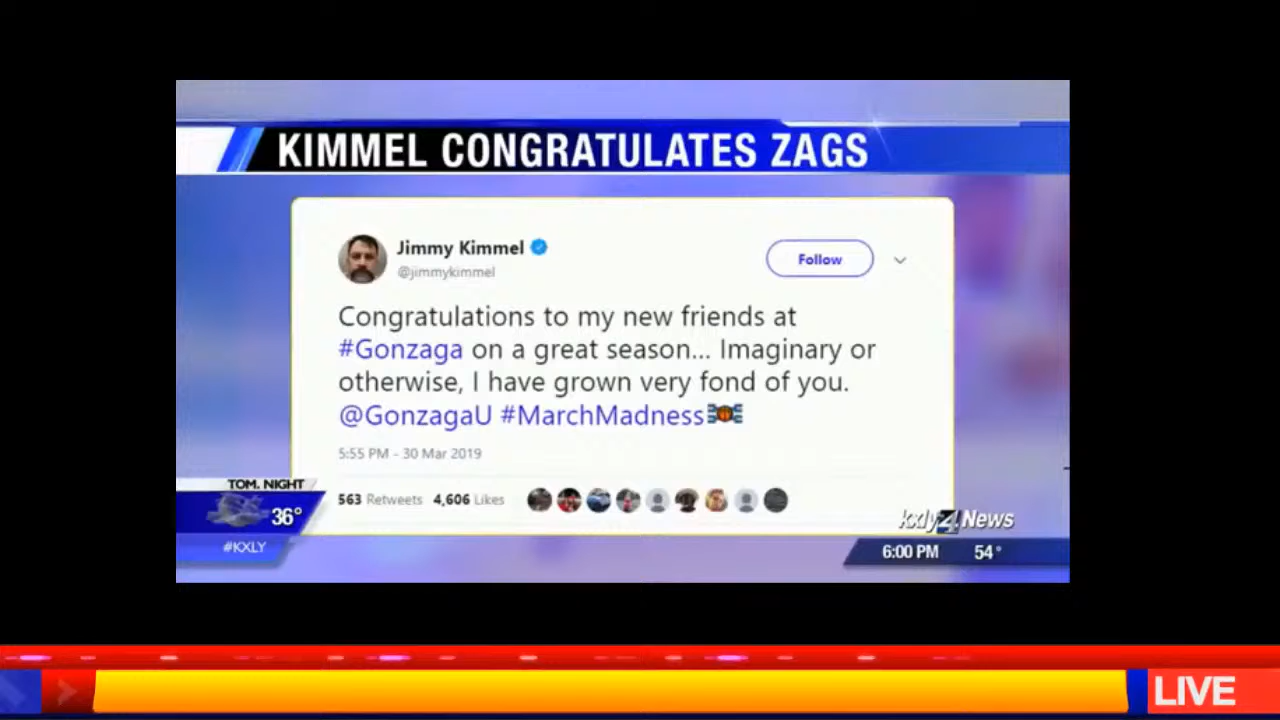 KIMMEL CONGRATULATES ZAGS
Jimmy Kimmel
@jimmykimmel
Follow
Congratulations to my new friends at
#Gonzaga on a great season... Imaginary or
otherwise, I have grown very fond of you.
@GonzagaU #MarchMadness
5:55 PM - 30 Mar 2019
563 Retweets 4,606 Likes
TOM. NIGHT
36°
#KXLY
kxly4 News
6:00 PM 54°
LIVE